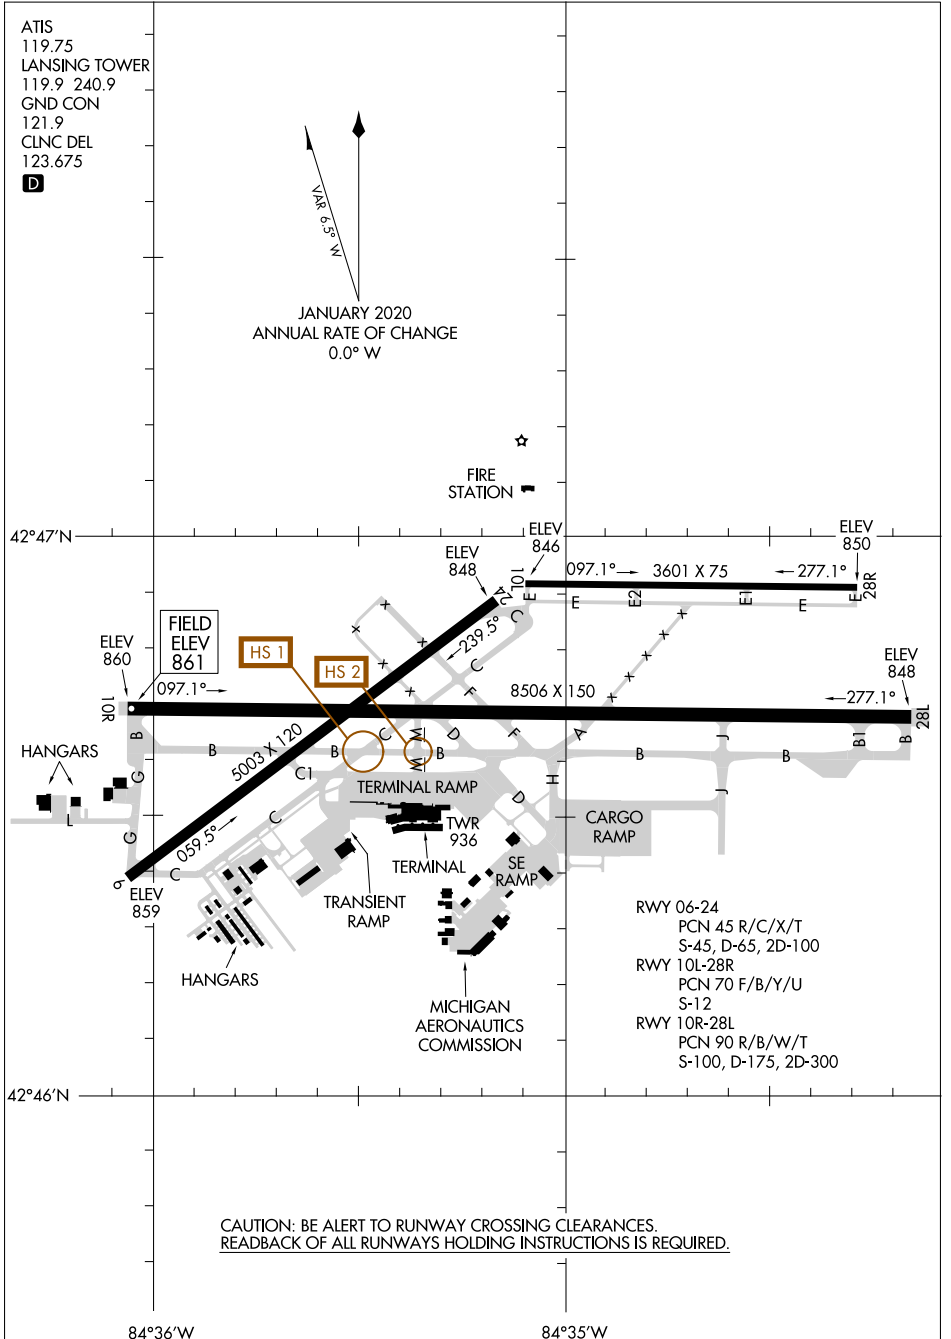 ATIS
119.75
LANSING TOWER
119.9 240.9
GND CON
121.9
CLNC DEL
123.675
D
VAR 6.5° W
JANUARY 2020
ANNUAL RATE OF CHANGE
0.0° W
FIRE
STATION
42°47'N
ELEV
846
ELEV
850
ELEV
848
10L
097.1°
3601 X 75
277.1°
28R
24
E
E
E2
E1
E
E
C
239.5°
FIELD
ELEV
861
HS 1
HS 2
ELEV
860
C
F
ELEV
848
10R
097.1°
8506 X 150
277.1°
28L
B
B
5003 X 120
B
C
W
W
B
D
F
A
B
J
B
B1
B
HANGARS
G
C1
TERMINAL RAMP
H
J
L
G
059.5°
C
D
TWR
936
CARGO
RAMP
TERMINAL
SE
RAMP
6
C
ELEV
859
TRANSIENT
RAMP
HANGARS
MICHIGAN
AERONAUTICS
COMMISSION
RWY 06-24
PCN 45 R/C/X/T
S-45, D-65, 2D-100
RWY 10L-28R
PCN 70 F/B/Y/U
S-12
RWY 10R-28L
PCN 90 R/B/W/T
S-100, D-175, 2D-300
42°46'N
CAUTION: BE ALERT TO RUNWAY CROSSING CLEARANCES.
READBACK OF ALL RUNWAYS HOLDING INSTRUCTIONS IS REQUIRED.
84°36'W
84°35'W